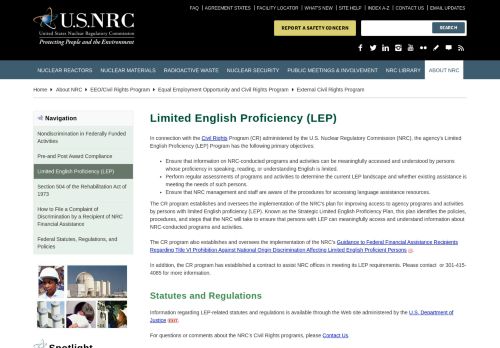 FAQ | AGREEMENT STATES | FACILITY LOCATOR | WHAT'S NEW | SITE HELP | INDEX A-Z | CONTACT US | EMAIL UPDATES
U.S.NRC
United States Nuclear Regulatory Commission
Protecting People and the Environment
REPORT A SAFETY CONCERN
SEARCH
NUCLEAR REACTORS NUCLEAR MATERIALS RADIOACTIVE WASTE NUCLEAR SECURITY PUBLIC MEETINGS & INVOLVEMENT NRC LIBRARY ABOUT NRC
Home About NRC EEO/Civil Rights Program Equal Employment Opportunity and Civil Rights Program External Civil Rights Program
Navigation
Nondiscrimination in Federally Funded
Activities
Pre-and Post Award Compliance
Limited English Proficiency (LEP)
Section 504 of the Rehabilitation Act of
1973
How to File a Complaint of
Discrimination by a Recipient of NRC
Financial Assistance
Federal Statutes, Regulations, and
Policies
Spotlight
Limited English Proficiency (LEP)
In connection with the Civil Rights Program (CR) administered by the U.S. Nuclear Regulatory Commission (NRC), the agency's Limited
English Proficiency (LEP) Program has the following primary objectives:
Ensure that information on NRC-conducted programs and activities can be meaningfully accessed and understood by persons
whose proficiency in speaking, reading, or understanding English is limited.
Perform regular assessments of programs and activities to determine the current LEP landscape and whether existing assistance is
meeting the needs of such persons.
Ensure that NRC management and staff are aware of the procedures for accessing language assistance resources.
The CR program establishes and oversees the implementation of the NRC's plan for improving access to agency programs and activities
by persons with limited English proficiency (LEP). Known as the Strategic Limited English Proficiency Plan, this plan identifies the policies,
procedures, and steps that the NRC will take to ensure that persons with LEP can meaningfully access and understand information about
NRC-conducted programs and activities.
The CR program also establishes and oversees the implementation of the NRC's Guidance to Federal Financial Assistance Recipients
Regarding Title VI Prohibition Against National Origin Discrimination Affecting Limited English Proficient Persons
In addition, the CR program has established a contract to assist NRC offices in meeting its LEP requirements. Please contact or 301-415-
4085 for more information.
Statutes and Regulations
Information regarding LEP-related statutes and regulations is available through the Web site administered by the U.S. Department of
Justice EXIT.
For questions or comments about the NRC's Civil Rights programs, please Contact Us.